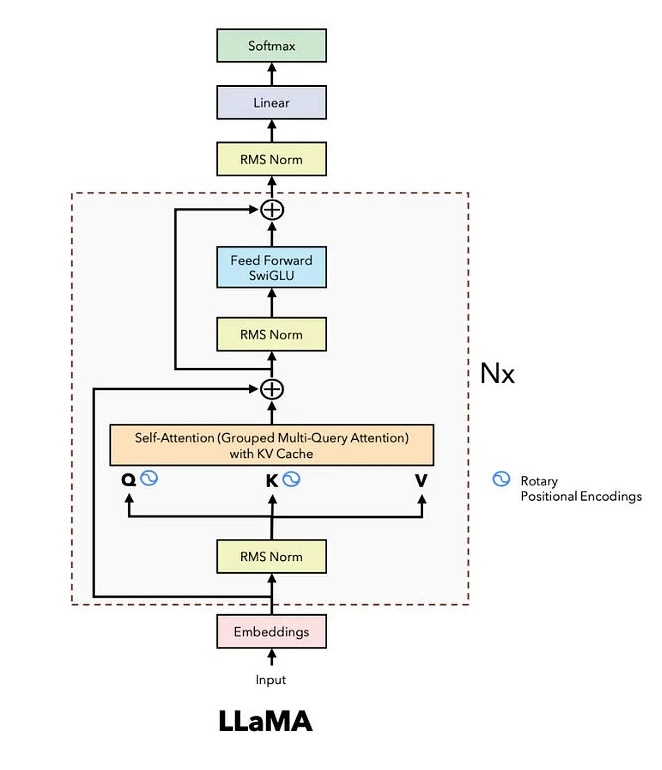 Softmax
Linear
RMS Norm
Feed Forward
SwiGLU
RMS Norm
Nx
Self-Attention (Grouped Multi-Query Attention)
with KV Cache
Q K V
Rotary
Positional Encodings
RMS Norm
Embeddings
Input
LLaMA